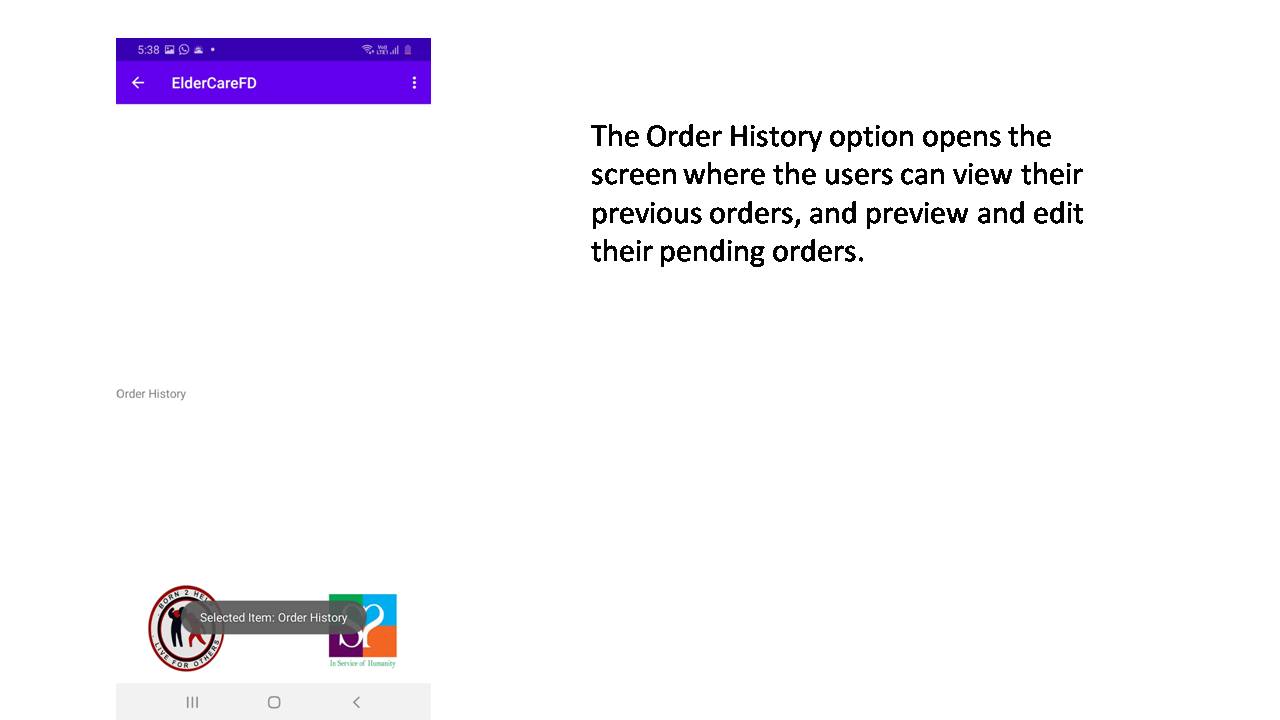 5:38
ElderCareFD
The Order History option opens the
screen where the users can view their
previous orders, and preview and edit
their pending orders.
Order History
BORN 2 HELP
Selected Item: Order History
LIVE FOR OTHERS
In Service of Humanity